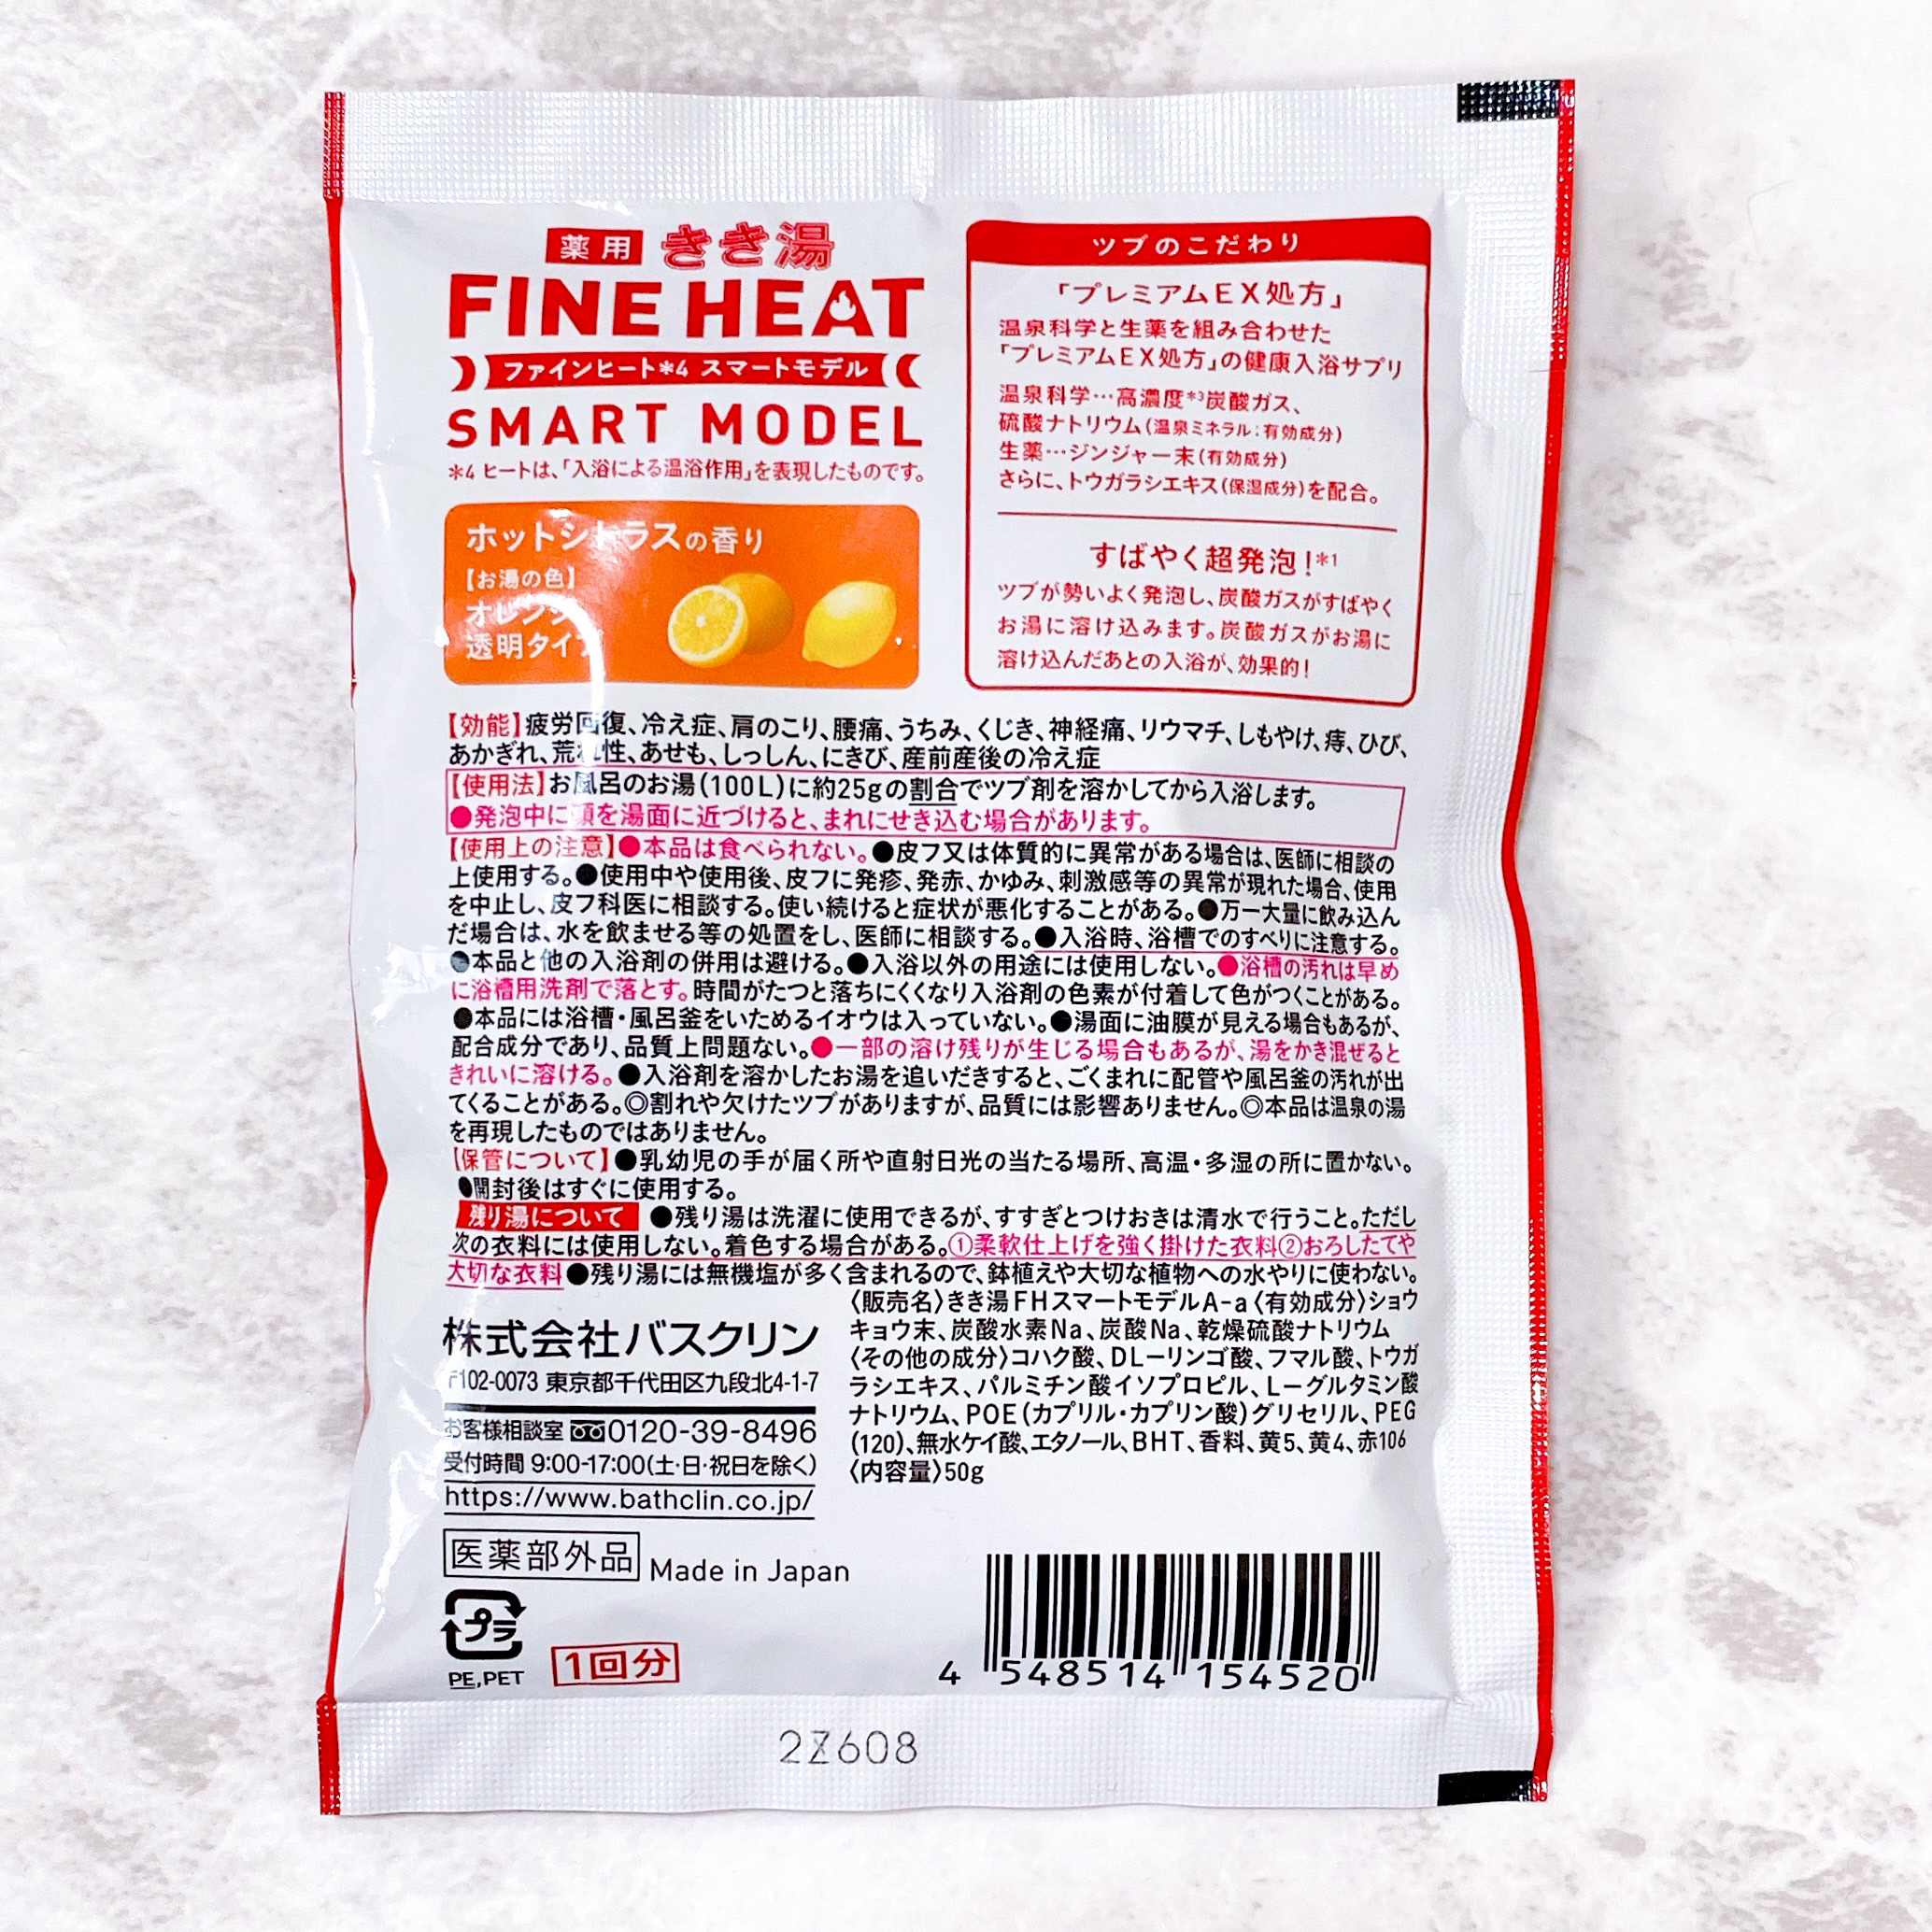 薬用 きき湯
FINE HEAT
ファインヒート*4 スマートモデル
SMART MODEL
*4 ヒートは、「入浴による温浴作用」を表現したものです。
ホットシトラスの香り
【お湯の色】
オレンジ
透明タイプ
ツブのこだわり
「プレミアムEX処方」
温泉科学と生薬を組み合わせた
「プレミアムEX処方」の健康入浴サプリ
温泉科学…高濃度*3炭酸ガス、
硫酸ナトリウム(温泉ミネラル:有効成分)
生薬…ジンジャー末(有効成分)
さらに、トウガラシエキス(保湿成分)を配合。
すばやく超発泡!*1
ツブが勢いよく発泡し、炭酸ガスがすばやく
お湯に溶け込みます。炭酸ガスがお湯に
溶け込んだあとの入浴が、効果的!
【効能】疲労回復、冷え症、肩のこり、腰痛、うちみ、くじき、神経痛、リウマチ、しもやけ、痔、ひび、
あかぎれ、荒れ性、あせも、しっしん、にきび、産前産後の冷え症
【使用法】お風呂のお湯(100L)に約25gの割合でツブ剤を溶かしてから入浴します。
●発泡中に頭を湯面に近づけると、まれにせき込む場合があります。
【使用上の注意】●本品は食べられない。●皮フ又は体質的に異常がある場合は、医師に相談の
上使用する。●使用中や使用後、皮フに発疹、発赤、かゆみ、刺激感等の異常が現れた場合、使用
を中止し、皮フ科医に相談する。使い続けると症状が悪化することがある。●万一大量に飲み込ん
だ場合は、水を飲ませる等の処置をし、医師に相談する。●入浴時、浴槽でのすべりに注意する。
●本品と他の入浴剤の併用は避ける。●入浴以外の用途には使用しない。●浴槽の汚れは早め
に浴槽用洗剤で落とす。時間がたつと落ちにくくなり入浴剤の色素が付着して色がつくことがある。
●本品には浴槽・風呂釜をいためるイオウは入っていない。●湯面に油膜が見える場合もあるが、
配合成分であり、品質上問題ない。●一部の溶け残りが生じる場合もあるが、湯をかき混ぜると
きれいに溶ける。●入浴剤を溶かしたお湯を追いだきすると、ごくまれに配管や風呂釜の汚れが出
てくることがある。◎割れや欠けたツブがありますが、品質には影響ありません。◎本品は温泉の湯
を再現したものではありません。
【保管について】●乳幼児の手が届く所や直射日光の当たる場所、高温・多湿の所に置かない。
●開封後はすぐに使用する。
残り湯について ●残り湯は洗濯に使用できるが、すすぎとつけおきは清水で行うこと。ただし
次の衣料には使用しない。着色する場合がある。①柔軟仕上げを強く掛けた衣料②おろしたてや
大切な衣料●残り湯には無機塩が多く含まれるので、鉢植えや大切な植物への水やりに使わない。
〈販売名〉きき湯FHスマートモデルA-a〈有効成分〉ショウ
キョウ末、炭酸水素Na、炭酸Na、乾燥硫酸ナトリウム
〈その他の成分〉コハク酸、DL-リンゴ酸、フマル酸、トウガ
ラシエキス、パルミチン酸イソプロピル、L-グルタミン酸
ナトリウム、POE(カプリル・カプリン酸)グリセリル、PEG
(120)、無水ケイ酸、エタノール、BHT、香料、黄5、黄4、赤106
〈内容量〉50g
株式会社バスクリン
〒102-0073 東京都千代田区九段北4-1-7
お客様相談室 0120-39-8496
受付時間 9:00-17:00(土・日・祝日を除く)
https://www.bathclin.co.jp/
医薬部外品 Made in Japan
プラ
PE,PET
1回分
4 548514 154520
2Z608